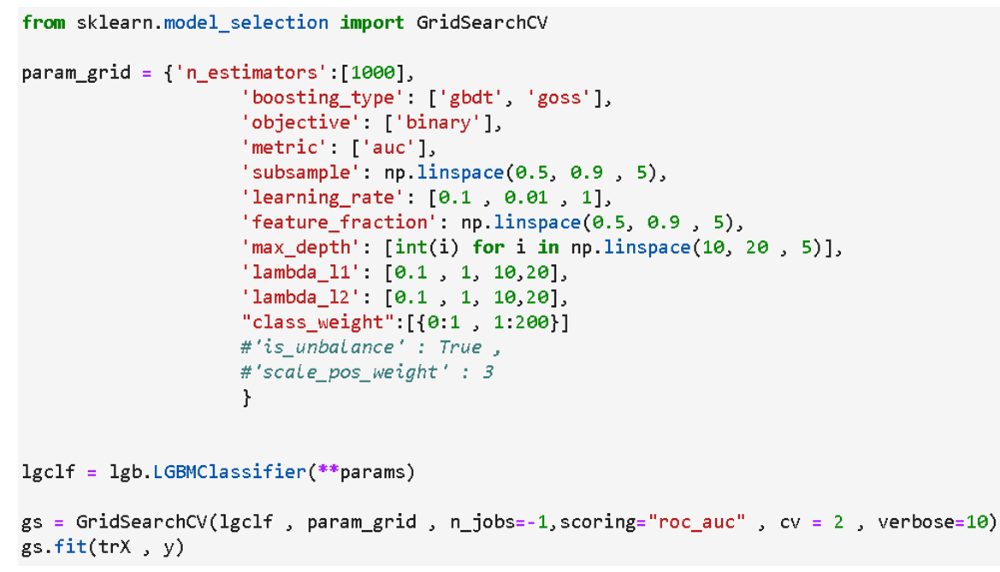 from sklearn.model_selection import GridSearchCV
param_grid = {'n_estimators':[1000],
'boosting_type': ['gbdt', 'goss'],
'objective': ['binary'],
'metric': ['auc'],
'subsample': np.linspace(0.5, 0.9 , 5),
'learning_rate': [0.1 , 0.01 , 1],
'feature_fraction': np.linspace(0.5, 0.9 , 5),
'max_depth': [int(i) for i in np.linspace(10, 20 , 5)],
'lambda_l1': [0.1 , 1, 10,20],
'lambda_l2': [0.1 , 1, 10,20],
"class_weight":[{0:1 , 1:200}]
#'is_unbalance' : True ,
#'scale_pos_weight' : 3
}
lgclf = lgb.LGBMClassifier(**params)
gs = GridSearchCV(lgclf , param_grid , n_jobs=-1,scoring="roc_auc" , cv = 2 , verbose=10)
gs.fit(trX , y)